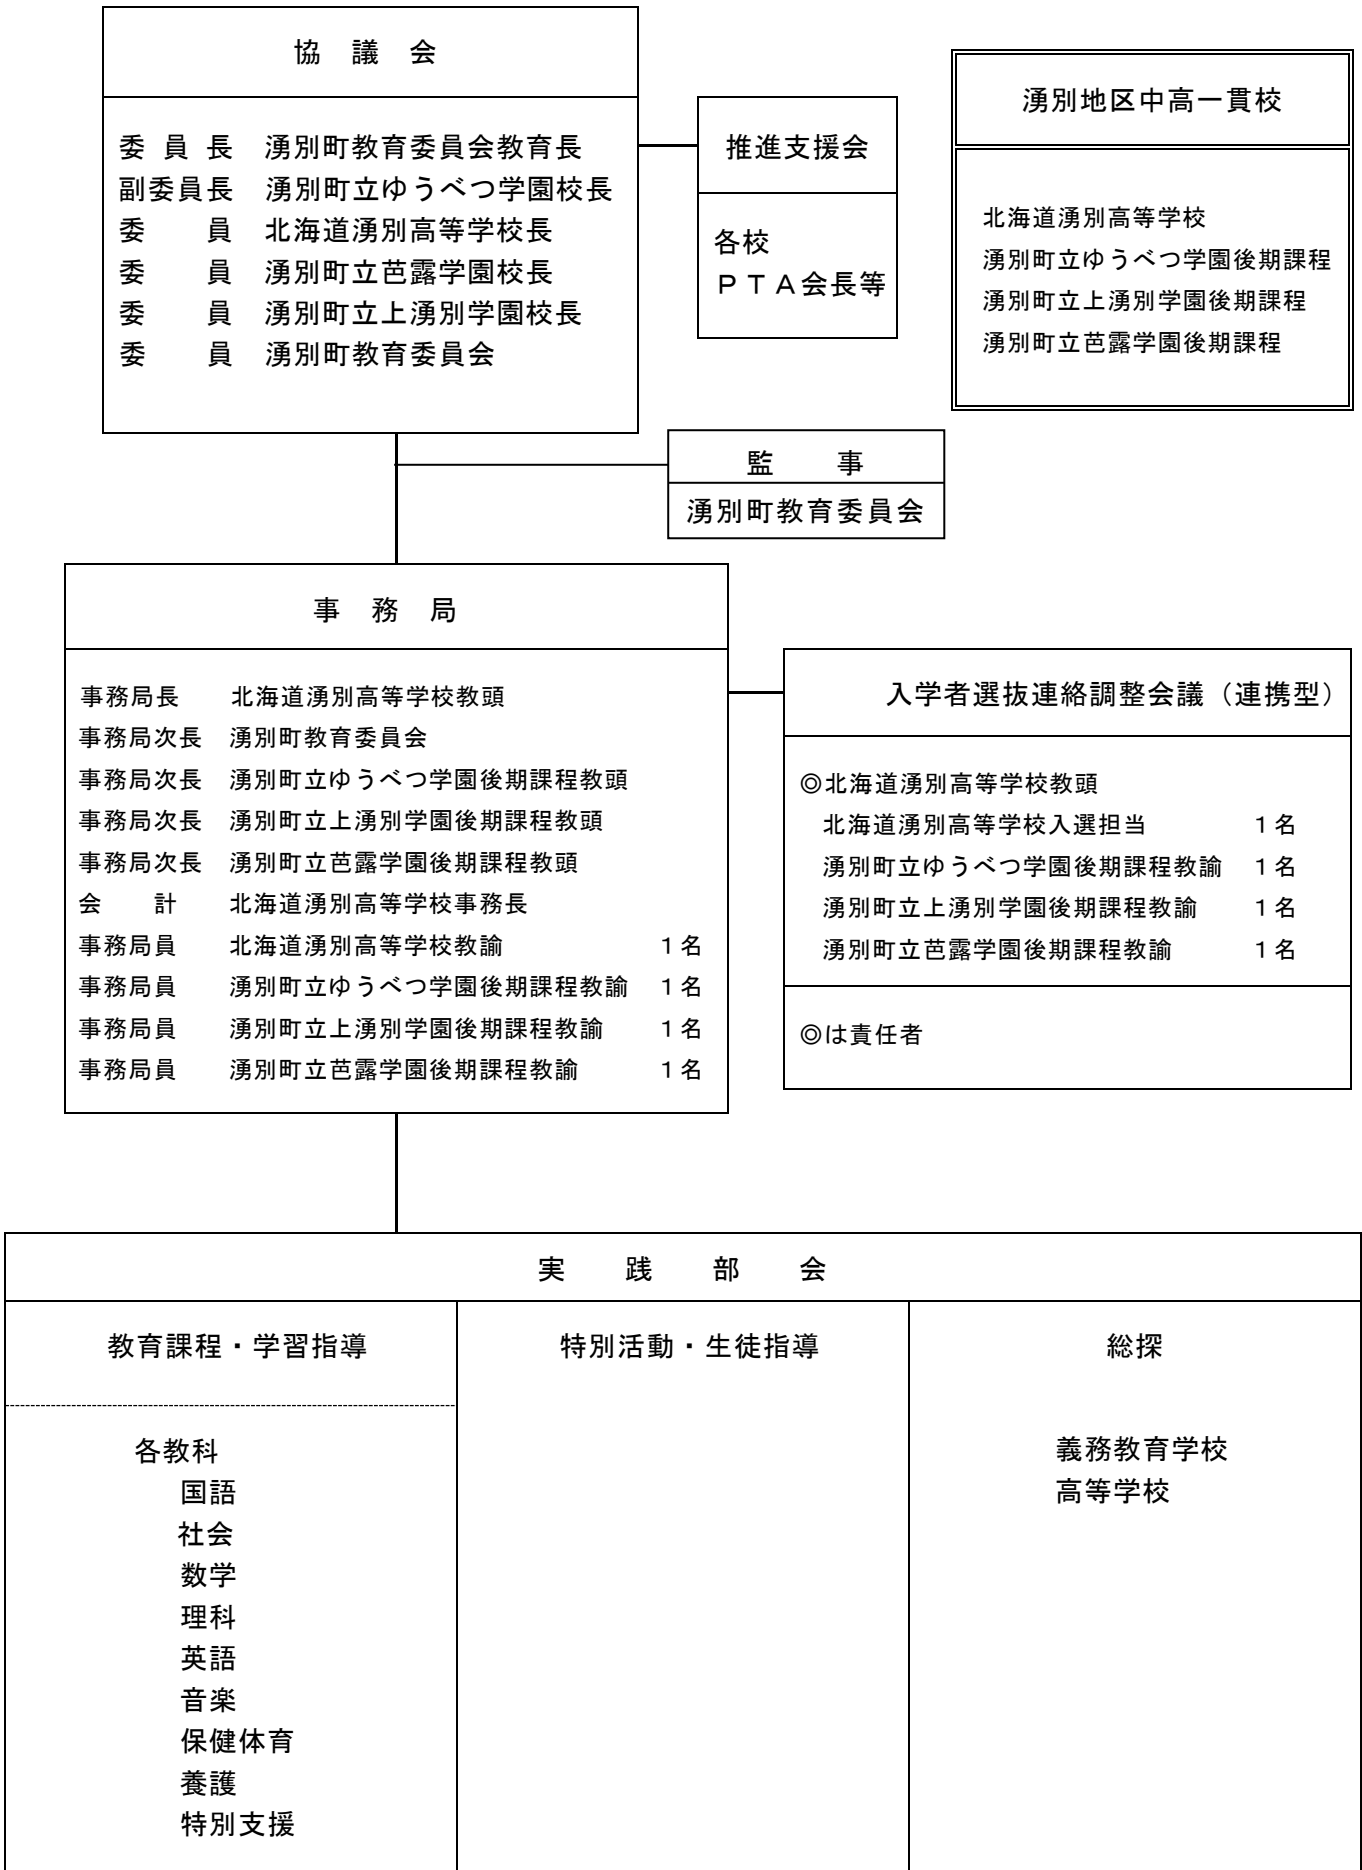 協　議　会
委　員　長　湧別町教育委員会教育長
副委員長　湧別町立ゆうべつ学園校長
委　　　員　北海道湧別高等学校長
委　　　員　湧別町立芭露学園校長
委　　　員　湧別町立上湧別学園校長
委　　　員　湧別町教育委員会
推進支援会
各校
ＰＴＡ会長等
湧別地区中高一貫校
北海道湧別高等学校
湧別町立ゆうべつ学園後期課程
湧別町立上湧別学園後期課程
湧別町立芭露学園後期課程
監　　事
湧別町教育委員会
事　務　局
事務局長　　北海道湧別高等学校教頭
事務局次長　湧別町教育委員会
事務局次長　湧別町立ゆうべつ学園後期課程教頭
事務局次長　湧別町立上湧別学園後期課程教頭
事務局次長　湧別町立芭露学園後期課程教頭
会　　計　　北海道湧別高等学校事務長
事務局員　　北海道湧別高等学校教諭　１名
事務局員　　湧別町立ゆうべつ学園後期課程教諭　１名
事務局員　　湧別町立上湧別学園後期課程教諭　１名
事務局員　　湧別町立芭露学園後期課程教諭　１名
入学者選抜連絡調整会議（連携型）
◎北海道湧別高等学校教頭
北海道湧別高等学校入選担当　１名
湧別町立ゆうべつ学園後期課程教諭　１名
湧別町立上湧別学園後期課程教諭　１名
湧別町立芭露学園後期課程教諭　１名
◎は責任者
実　践　部　会
教育課程・学習指導
各教科
国語
社会
数学
理科
英語
音楽
保健体育
養護
特別支援
特別活動・生徒指導
総探
義務教育学校
高等学校